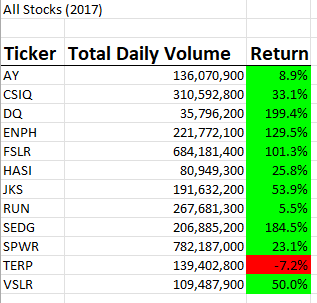 All Stocks (2017)
Ticker Total Daily Volume Return
AY 136,070,900 8.9%
CSIQ 310,592,800 33.1%
DQ 35,796,200 199.4%
ENPH 221,772,100 129.5%
FSLR 684,181,400 101.3%
HASI 80,949,300 25.8%
JKS 191,632,200 53.9%
RUN 267,681,300 5.5%
SEDG 206,885,200 184.5%
SPWR 782,187,000 23.1%
TERP 139,402,800 -7.2%
VSLR 109,487,900 50.0%